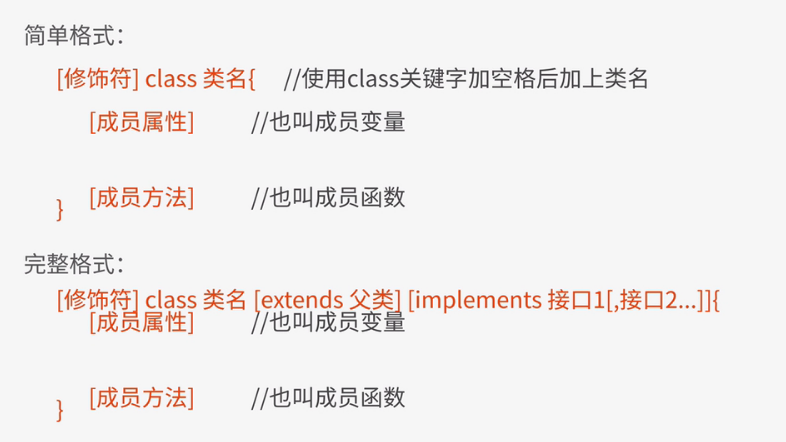 简单格式：
[修饰符] class 类名{ //使用class关键字加空格后加上类名
[成员属性] //也叫成员变量
[成员方法] //也叫成员函数
}
完整格式：
[修饰符] class 类名 [extends 父类] [implements 接口1[,接口2...]]{
[成员属性] //也叫成员变量
[成员方法] //也叫成员函数
}